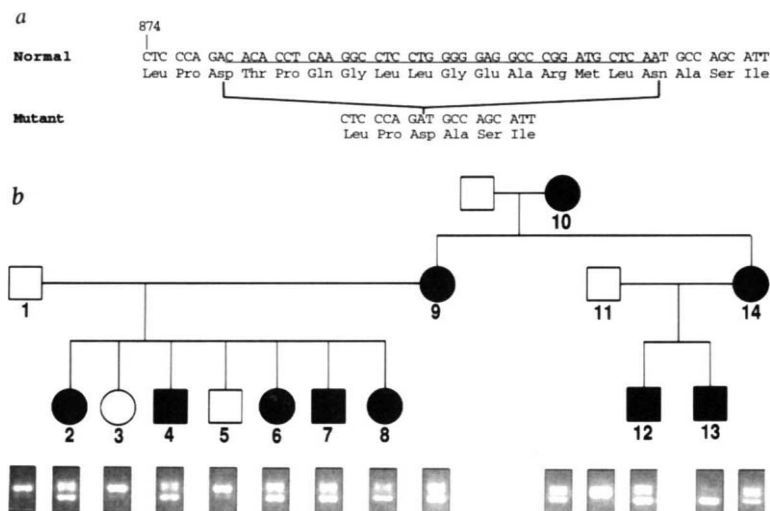 a
874
Normal CTC CCA GAC ACA CCT CAA GGC CTC CTG GGG GAG GCC CGG ATG CTC AAT GCC AGC ATT
Leu Pro Asp Thr Pro Gln Gly Leu Leu Gly Glu Ala Arg Met Leu Asn Ala Ser Ile
Mutant CTC CCA GAT GCC AGC ATT
Leu Pro Asp Ala Ser Ile
b
10
1 9 11 14
2 3 4 5 6 7 8 12 13